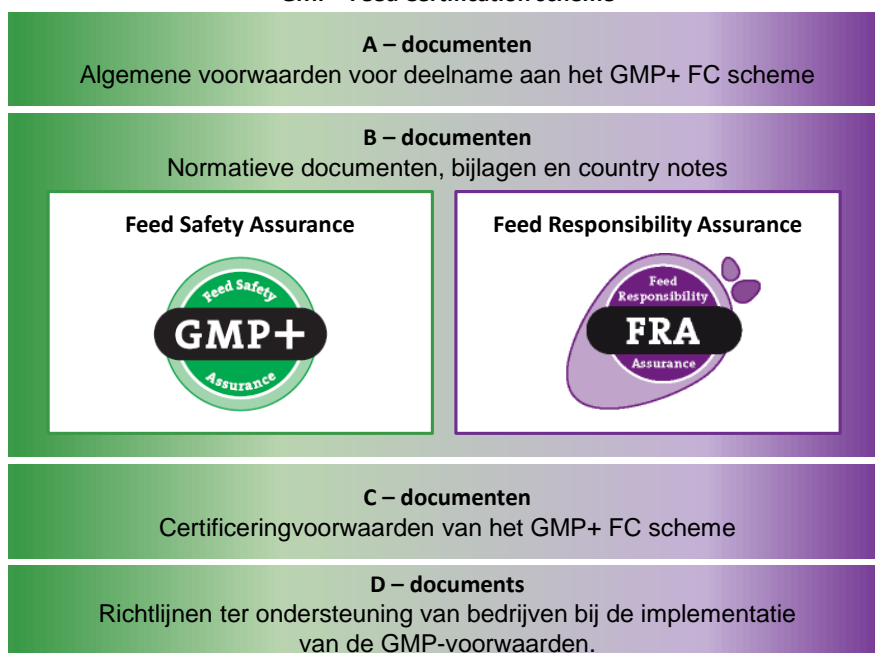 A – documenten
Algemene voorwaarden voor deelname aan het GMP+ FC scheme
B – documenten
Normatieve documenten, bijlagen en country notes
Feed Safety Assurance
Feed Safety
GMP+
Assurance
Feed Responsibility Assurance
Feed
Responsibility
FRA
Assurance
C – documenten
Certificeringvoorwaarden van het GMP+ FC scheme
D – documents
Richtlijnen ter ondersteuning van bedrijven bij de implementatie
van de GMP-voorwaarden.